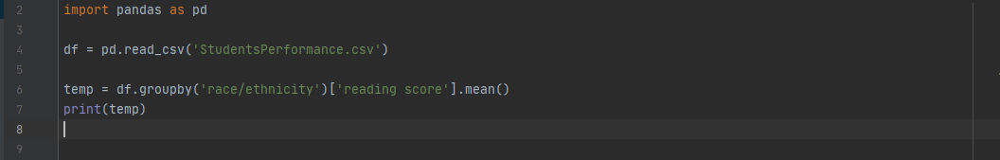 2 import pandas as pd
3
4 df = pd.read_csv('StudentsPerformance.csv')
5
6 temp = df.groupby('race/ethnicity')['reading score'].mean()
7 print(temp)
8
9